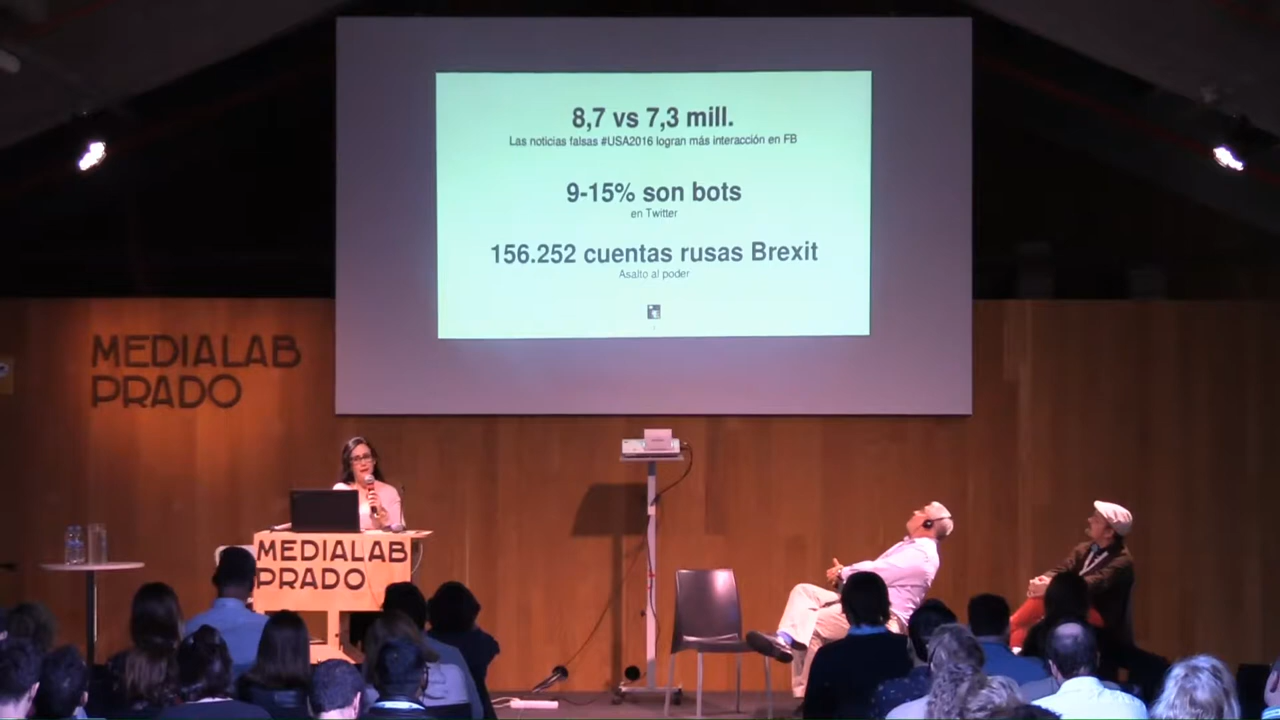 8,7 vs 7,3 mill.
Las noticias falsas #USA2016 logran más interacción en FB
9-15% son bots
en Twitter
156.252 cuentas rusas Brexit
Asalto al poder
MEDIALAB
PRADO
MEDIALAB
PRADO